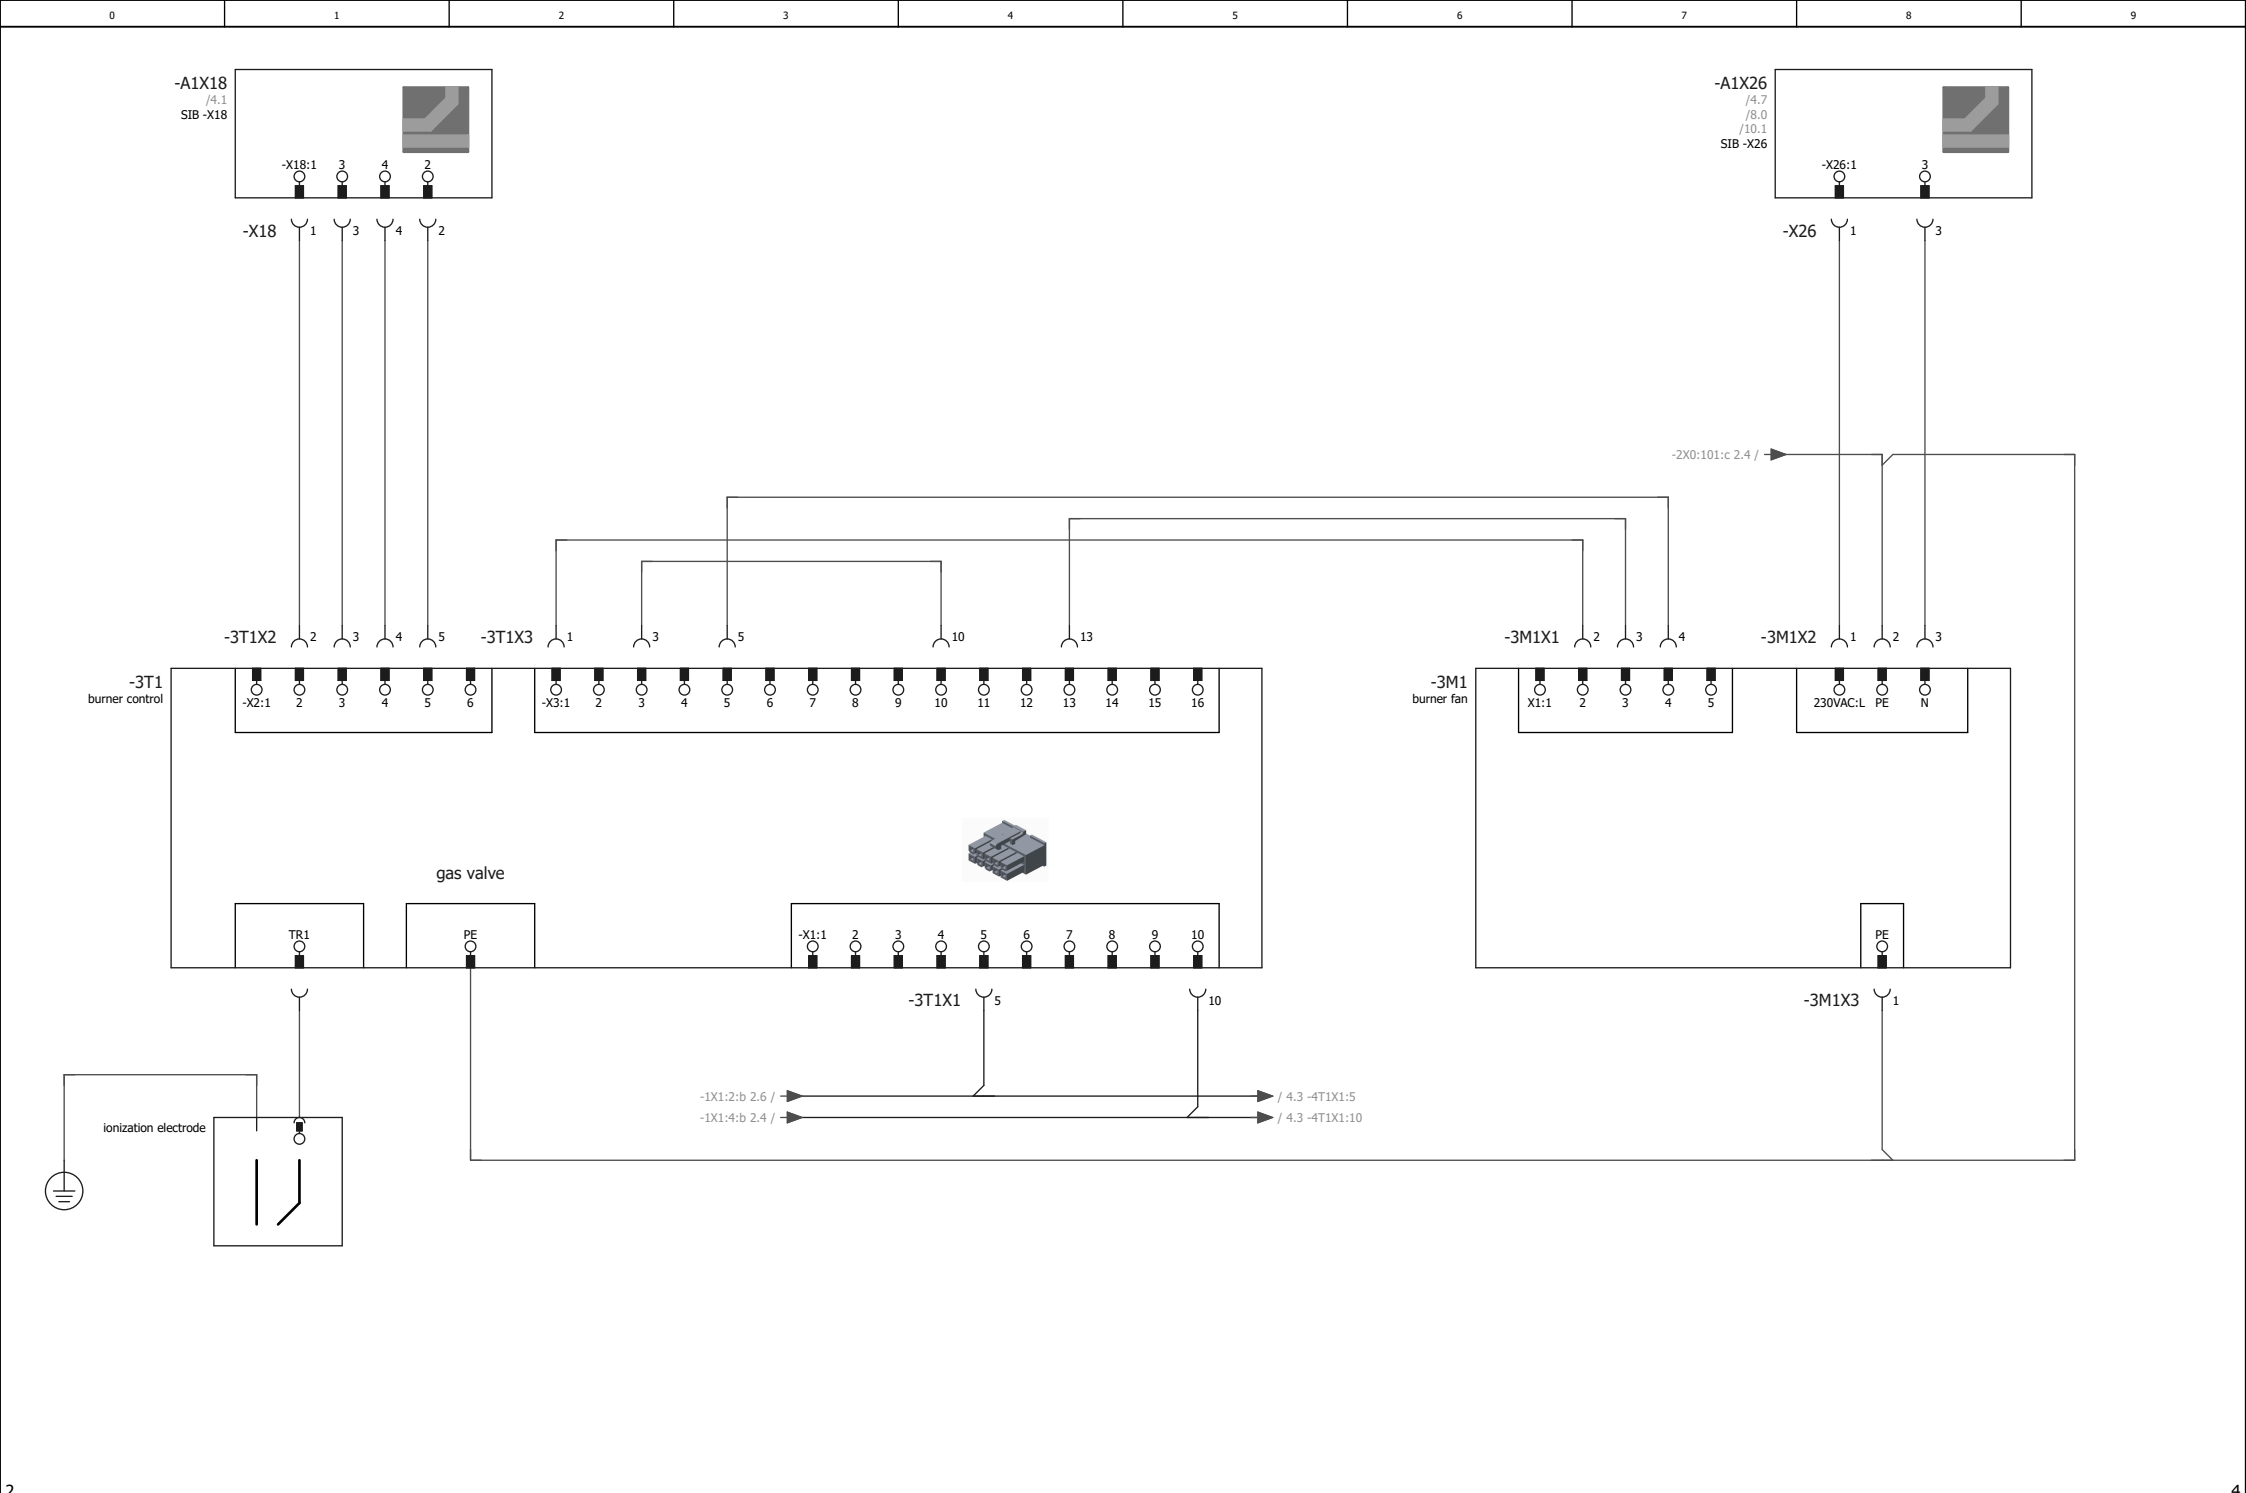 0 1 2 3 4 5 6 7 8 9
-A1X18
/4.1
SIB -X18
-X18:1 3 4 2
-X18 1 3 4 2
-A1X26
/4.7
/8.0
/10.1
SIB -X26
-X26:1 3
-X26 1 3
-2X0:101:c 2.4 /
-3T1X2 2 3 4 5
-3T1X3 1 3 5 10 13
-3M1X1 2 3 4
-3M1X2 1 2 3
-3T1
burner control
-X2:1 2 3 4 5 6
-X3:1 2 3 4 5 6 7 8 9 10 11 12 13 14 15 16
-3M1
burner fan
X1:1 2 3 4 5
230VAC:L PE N
gas valve
TR1
PE
-X1:1 2 3 4 5 6 7 8 9 10
PE
-3T1X1 5 10
-3M1X3 1
-1X1:2:b 2.6 /
/ 4.3 -4T1X1:5
-1X1:4:b 2.4 /
/ 4.3 -4T1X1:10
ionization electrode
2
4